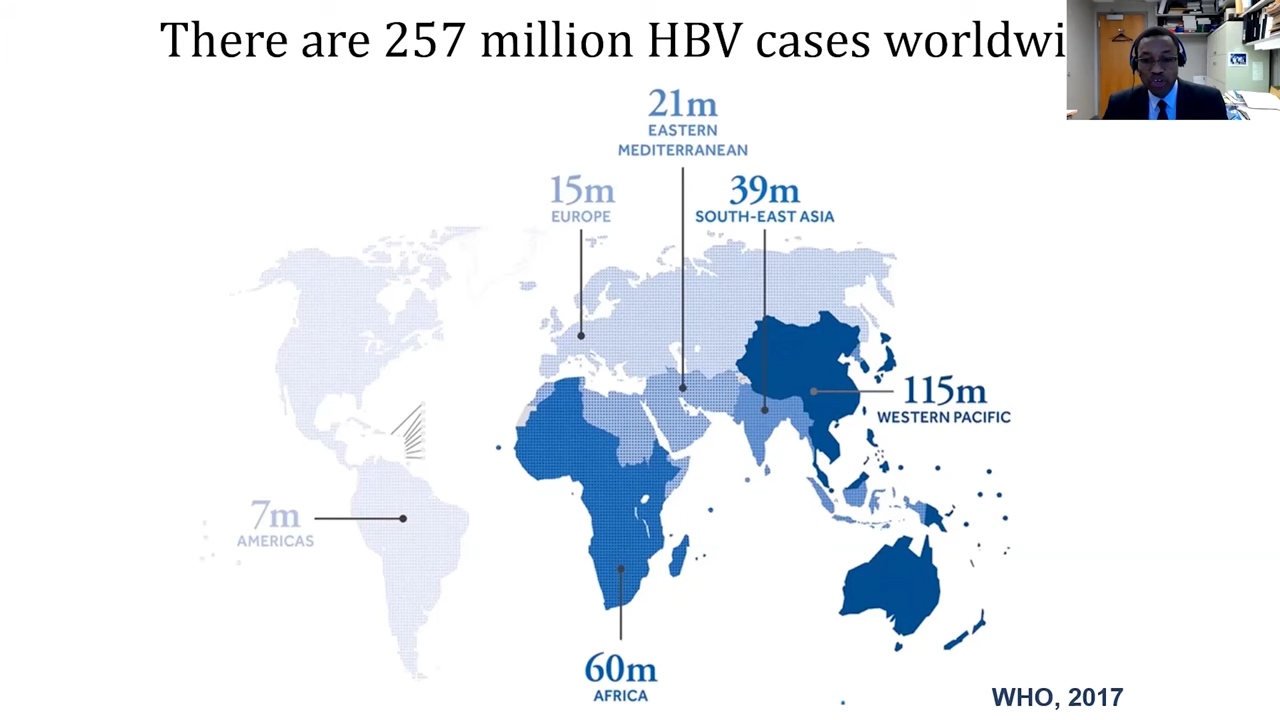 There are 257 million HBV cases worldwi
21m
EASTERN
MEDITERRANEAN
15m
EUROPE
39m
SOUTH-EAST ASIA
115m
WESTERN PACIFIC
7m
AMERICAS
60m
AFRICA
WHO, 2017